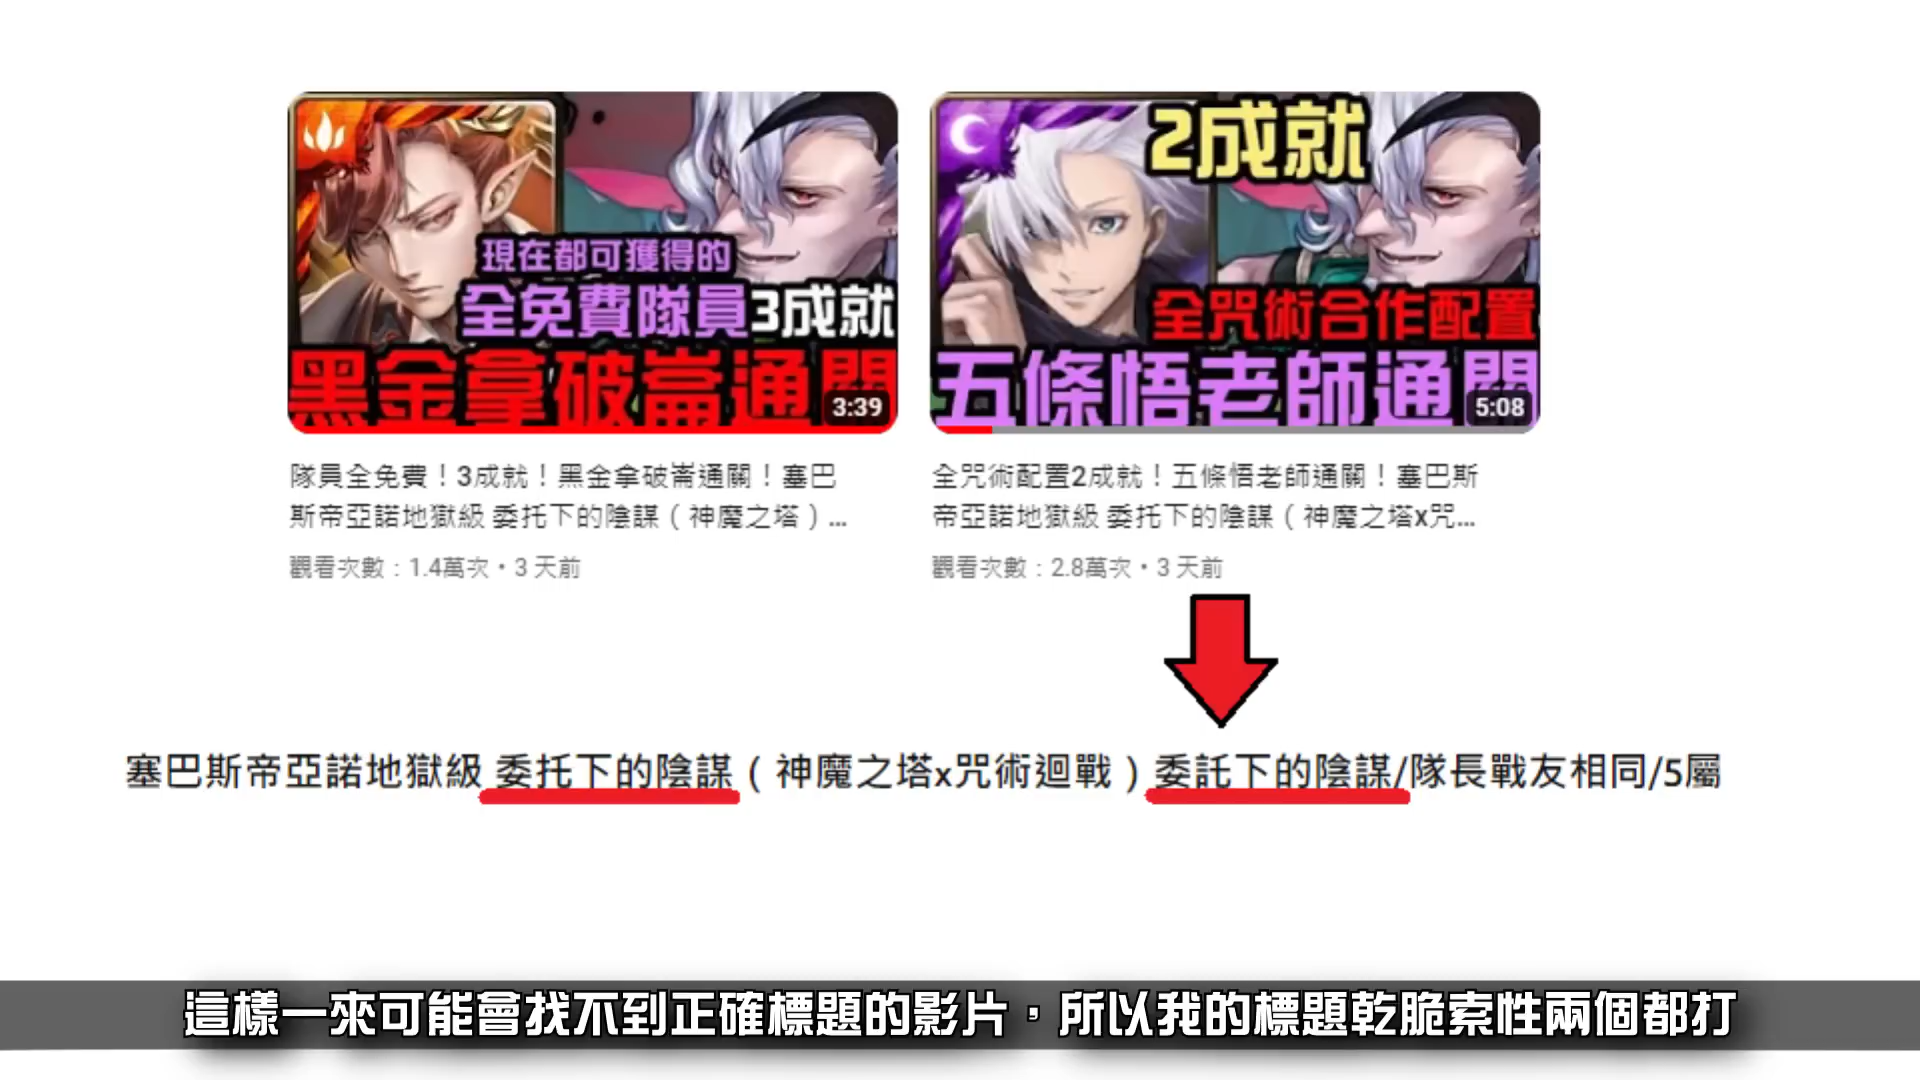 現在都可獲得的
全免費隊員3成就
黑金拿破崙通關
3:39
2成就
全咒術合作配置
五條悟老師通關
5:08
隊員全免費！3成就！黑金拿破崙通關！塞巴
斯帝亞諾地獄級 委托下的陰謀（神魔之塔）...
觀看次數：1.4萬次・3 天前
全咒術配置2成就！五條悟老師通關！塞巴斯
帝亞諾地獄級 委托下的陰謀（神魔之塔x咒...
觀看次數：2.8萬次・3 天前
塞巴斯帝亞諾地獄級 委托下的陰謀（神魔之塔x咒術迴戰）委託下的陰謀/隊長戰友相同/5屬
這樣一來可能會找不到正確標題的影片，所以我的標題乾脆索性兩個都打